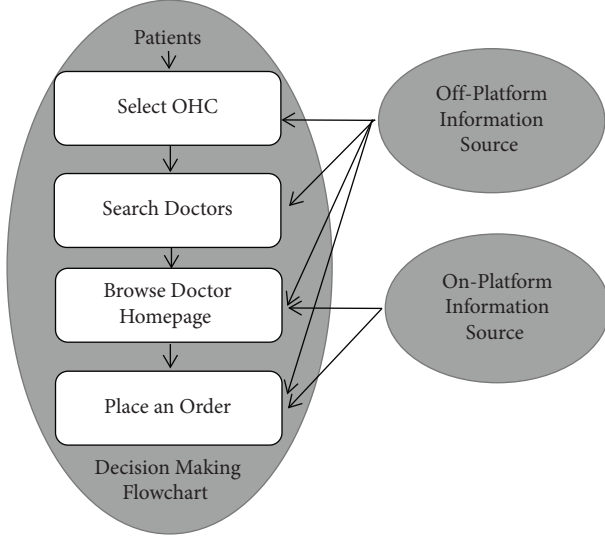 Patients
Select OHC
Search Doctors
Browse Doctor
Homepage
Place an Order
Decision Making
Flowchart
Off-Platform
Information
Source
On-Platform
Information
Source